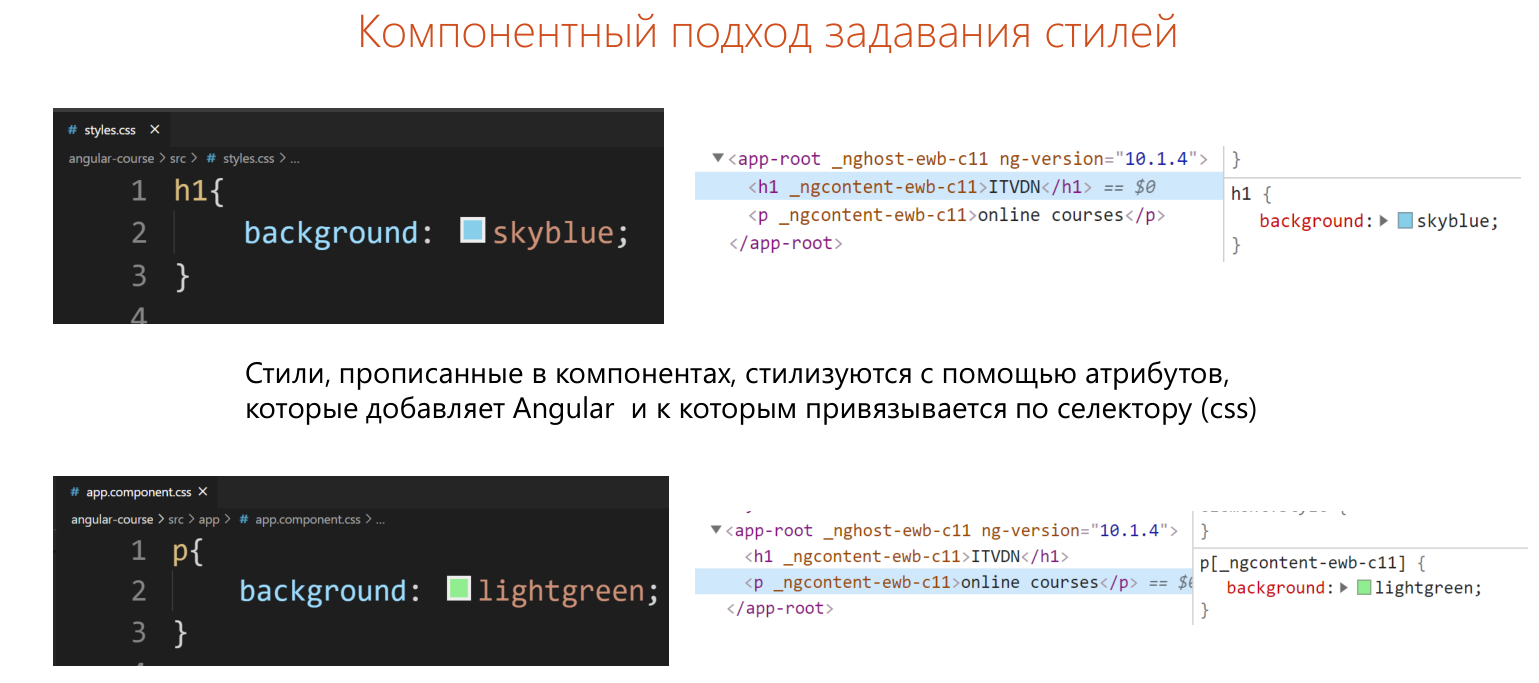 Компонентный подход задавания стилей
# styles.css ×
angular-course > src > # styles.css > ...
1 h1{
2 background: skyblue;
3 }
4
▼<app-root _nghost-ewb-c11 ng-version="10.1.4">
<h1 _ngcontent-ewb-c11>ITVDN</h1> == $0
<p _ngcontent-ewb-c11>online courses</p>
</app-root>
}
h1 {
background:▶ skyblue;
}
Стили, прописанные в компонентах, стилизуются с помощью атрибутов,
которые добавляет Angular и к которым привязывается по селектору (css)
# app.component.css ×
angular-course > src > app > # app.component.css > ...
1 p{
2 background: lightgreen;
3 }
▼<app-root _nghost-ewb-c11 ng-version="10.1.4">
<h1 _ngcontent-ewb-c11>ITVDN</h1>
<p _ngcontent-ewb-c11>online courses</p> == $
</app-root>
}
p[_ngcontent-ewb-c11] {
background:▶ lightgreen;
}